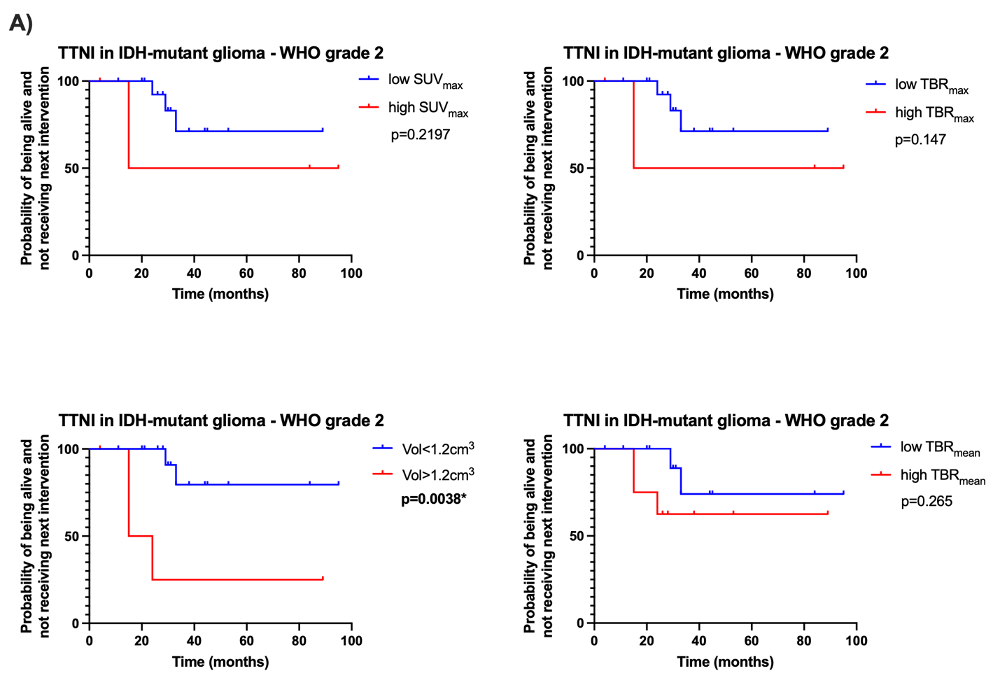 A)
TTNI in IDH-mutant glioma - WHO grade 2
Probability of being alive and
not receiving next intervention
100
50
0
0 20 40 60 80 100
Time (months)
low SUVmax
high SUVmax
p=0.2197
TTNI in IDH-mutant glioma - WHO grade 2
Probability of being alive and
not receiving next intervention
100
50
0
0 20 40 60 80 100
Time (months)
low TBRmax
high TBRmax
p=0.147
TTNI in IDH-mutant glioma - WHO grade 2
Probability of being alive and
not receiving next intervention
100
50
0
0 20 40 60 80 100
Time (months)
Vol<1.2cm³
Vol>1.2cm³
p=0.0038*
TTNI in IDH-mutant glioma - WHO grade 2
Probability of being alive and
not receiving next intervention
100
50
0
0 20 40 60 80 100
Time (months)
low TBRmean
high TBRmean
p=0.265